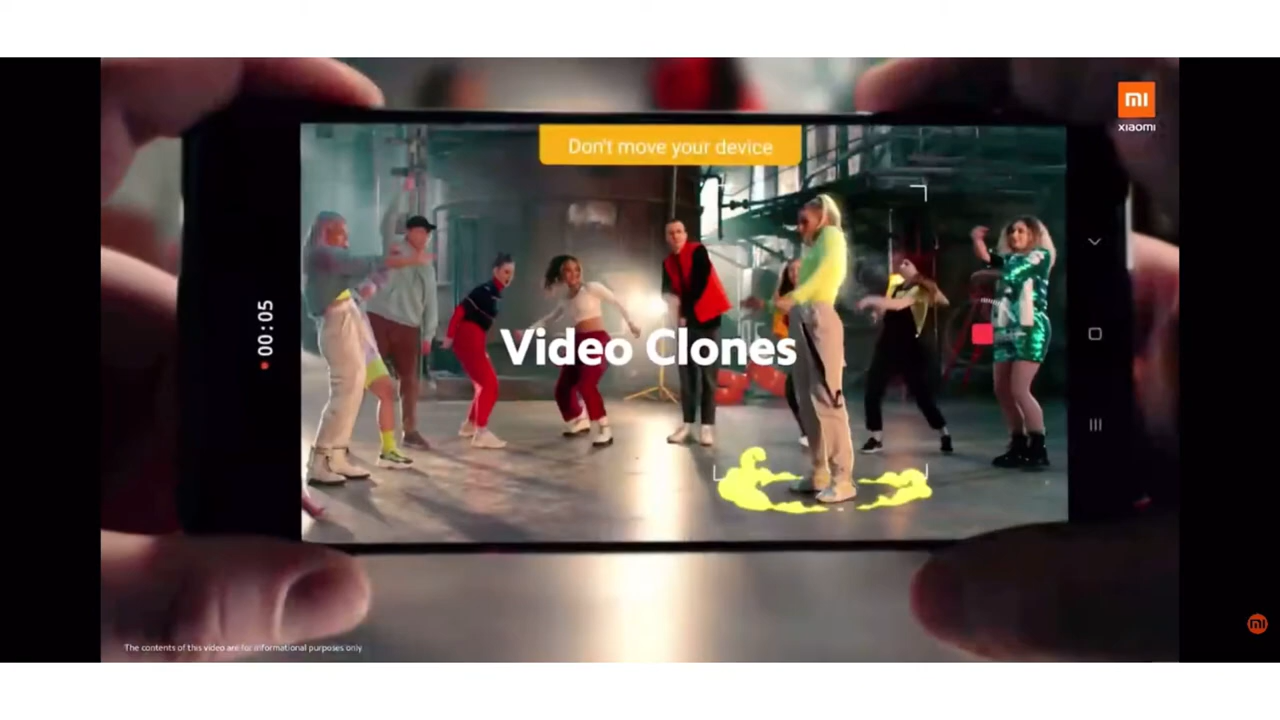 Don't move your device
xiaomi
00:05
Video Clones
The contents of this video are for informational purposes only.